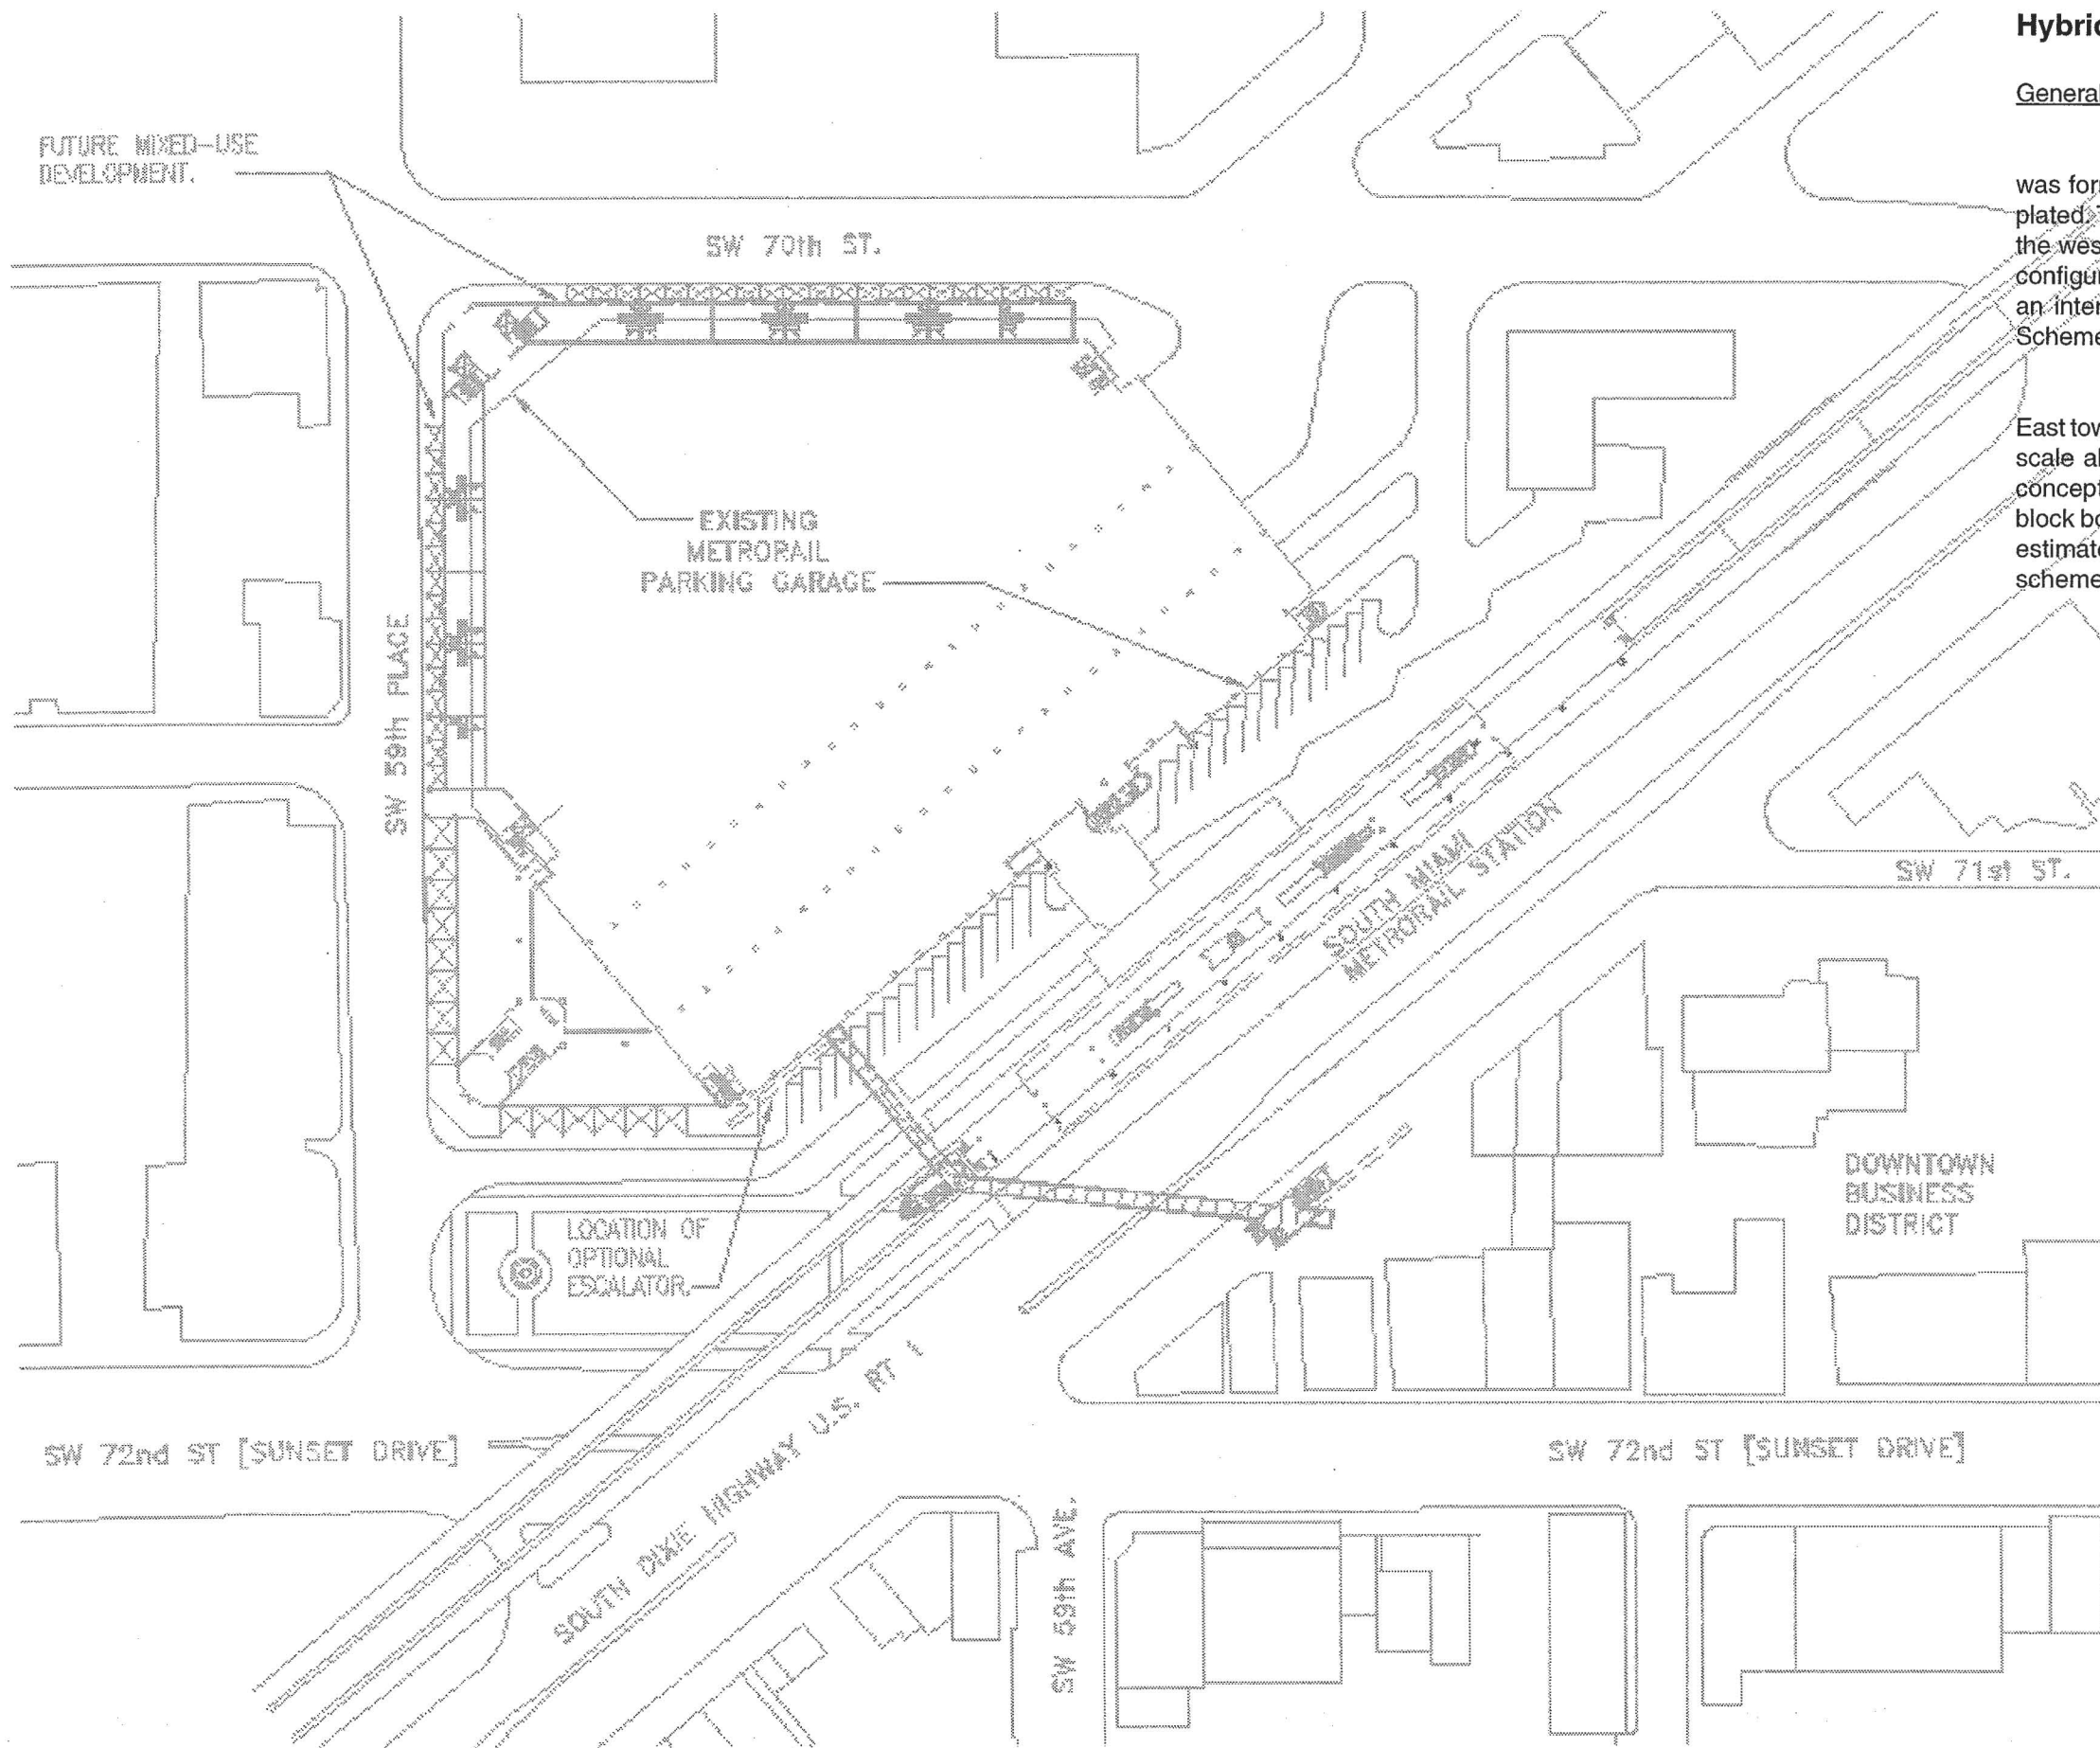 FUTURE MIXED-USE
DEVELOPMENT.
SW 70th ST.
EXISTING
METRORAIL
PARKING GARAGE
SW 59th PLACE
SOUTH MIAMI
METRORAIL STATION
SW 71st ST.
DOWNTOWN
BUSINESS
DISTRICT
LOCATION OF
OPTIONAL
ESCALATOR.
SOUTH DIXIE HIGHWAY U.S. RT 1
SW 72nd ST [SUNSET DRIVE]
SW 72nd ST [SUNSET DRIVE]
SW 59th AVE.
Hybrid
General
was for
plated.
the wes
configur
an inter
Scheme
East tow
scale al
concept
block bo
estimate
scheme